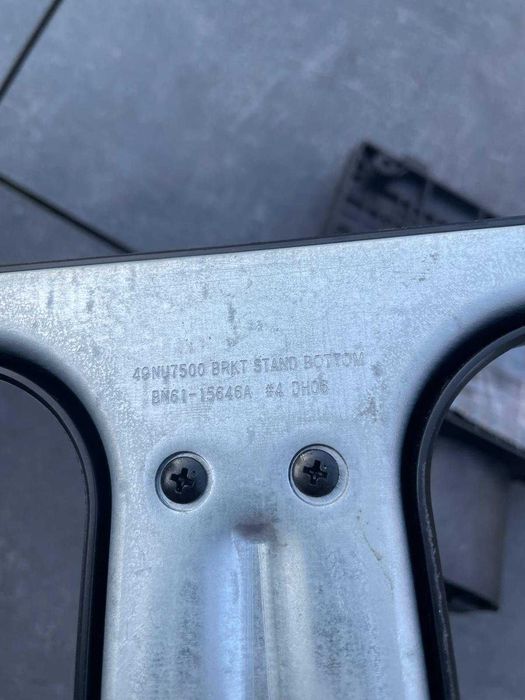 49NU7500 BRKT STAND BOTTOM
BN61-15646A #4 DH06